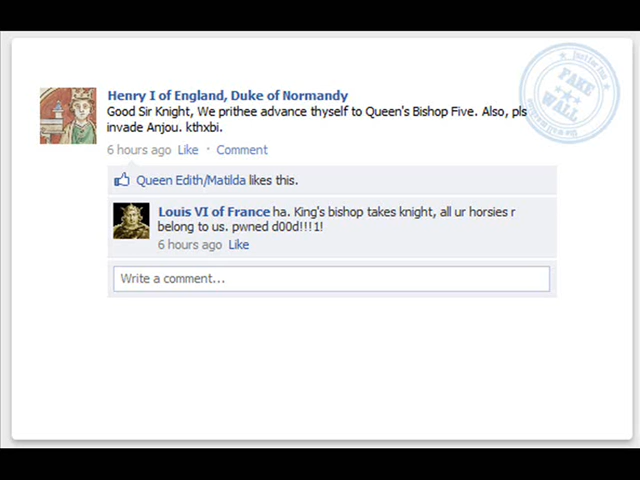 Henry I of England, Duke of Normandy
Good Sir Knight, We prithee advance thyself to Queen's Bishop Five. Also, pls
invade Anjou. kthxbi.
6 hours ago Like · Comment
Queen Edith/Matilda likes this.
Louis VI of France ha. King's bishop takes knight, all ur horsies r
belong to us. pwned d00d!!!1!
6 hours ago Like
Write a comment...
just for fun
FAKE
WALL